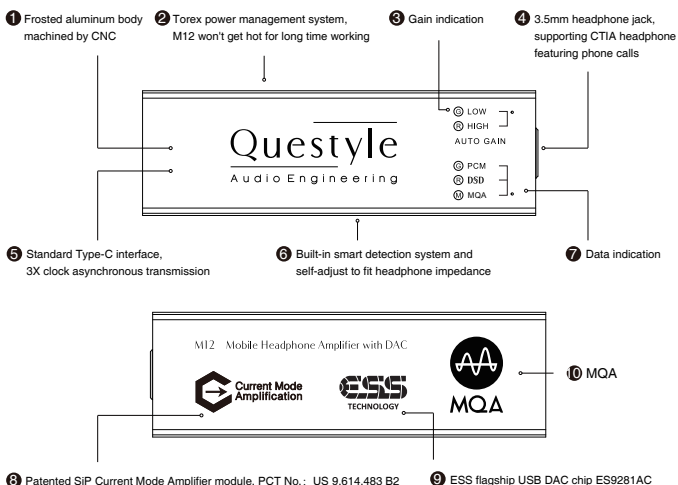 1 Frosted aluminum body
machined by CNC
2 Torex power management system,
M12 won't get hot for long time working
3 Gain indication
4 3.5mm headphone jack,
supporting CTIA headphone
featuring phone calls
Questyle
Audio Engineering
G LOW
R HIGH
AUTO GAIN
G PCM
R DSD
M MQA
5 Standard Type-C interface,
3X clock asynchronous transmission
6 Built-in smart detection system and
self-adjust to fit headphone impedance
7 Data indication
M12 Mobile Headphone Amplifier with DAC
Current Mode
Amplification
ESS
TECHNOLOGY
MQA
10 MQA
8 Patented SiP Current Mode Amplifier module, PCT No.: US 9,614,483 B2
9 ESS flagship USB DAC chip ES9281AC